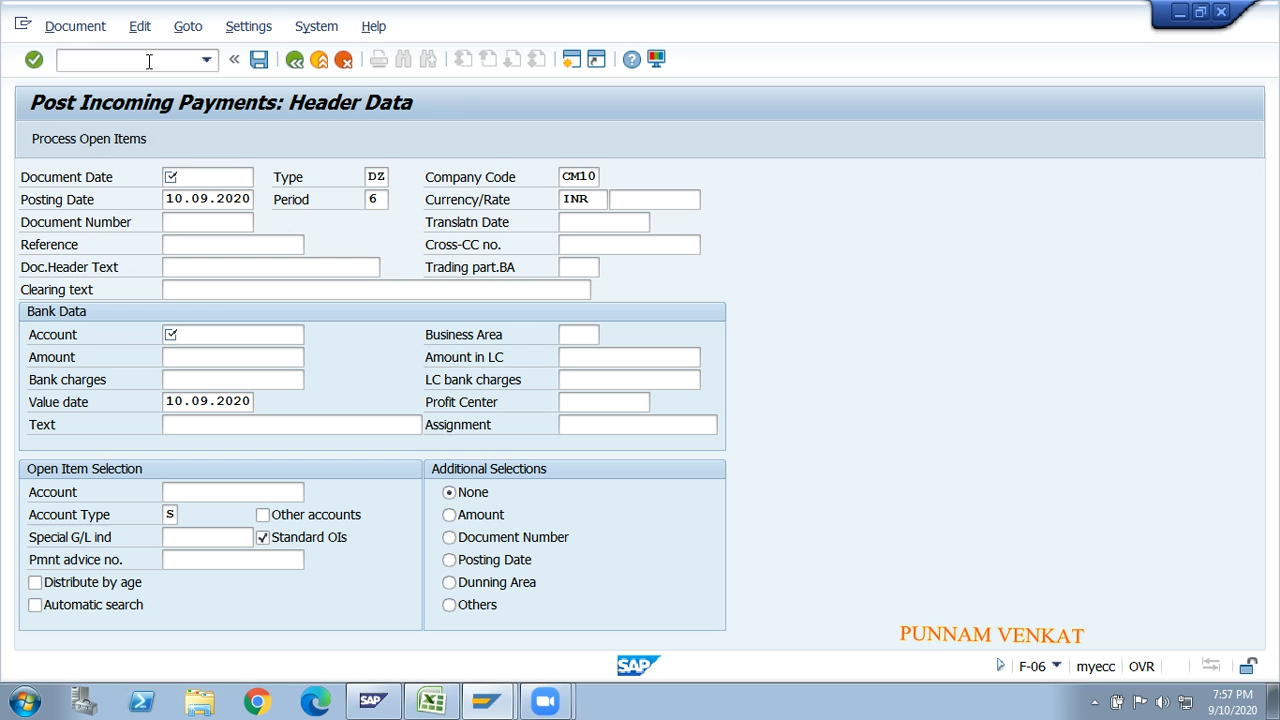 Document Edit Goto Settings System Help
Post Incoming Payments: Header Data
Process Open Items
Document Date Type DZ Company Code CM10
Posting Date 10.09.2020 Period 6 Currency/Rate INR
Document Number Translatn Date
Reference Cross-CC no.
Doc.Header Text Trading part.BA
Clearing text
Bank Data
Account Business Area
Amount Amount in LC
Bank charges LC bank charges
Value date 10.09.2020 Profit Center
Text Assignment
Open Item Selection Additional Selections
Account None
Account Type S Other accounts Amount
Special G/L ind Standard OIs Document Number
Pmnt advice no. Posting Date
Distribute by age Dunning Area
Automatic search Others
PUNNAM VENKAT
SAP F-06 myecc OVR
SAP 7:57 PM
9/10/2020